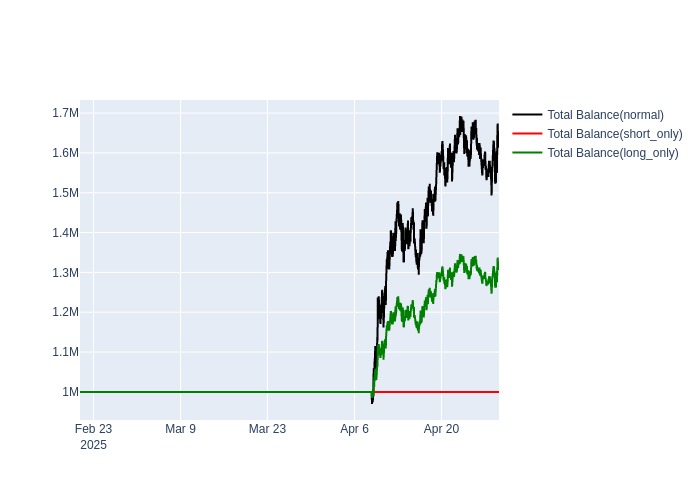 1.7M
1.6M
1.5M
1.4M
1.3M
1.2M
1.1M
1M
Feb 23 Mar 9 Mar 23 Apr 6 Apr 20
2025
Total Balance(normal)
Total Balance(short_only)
Total Balance(long_only)